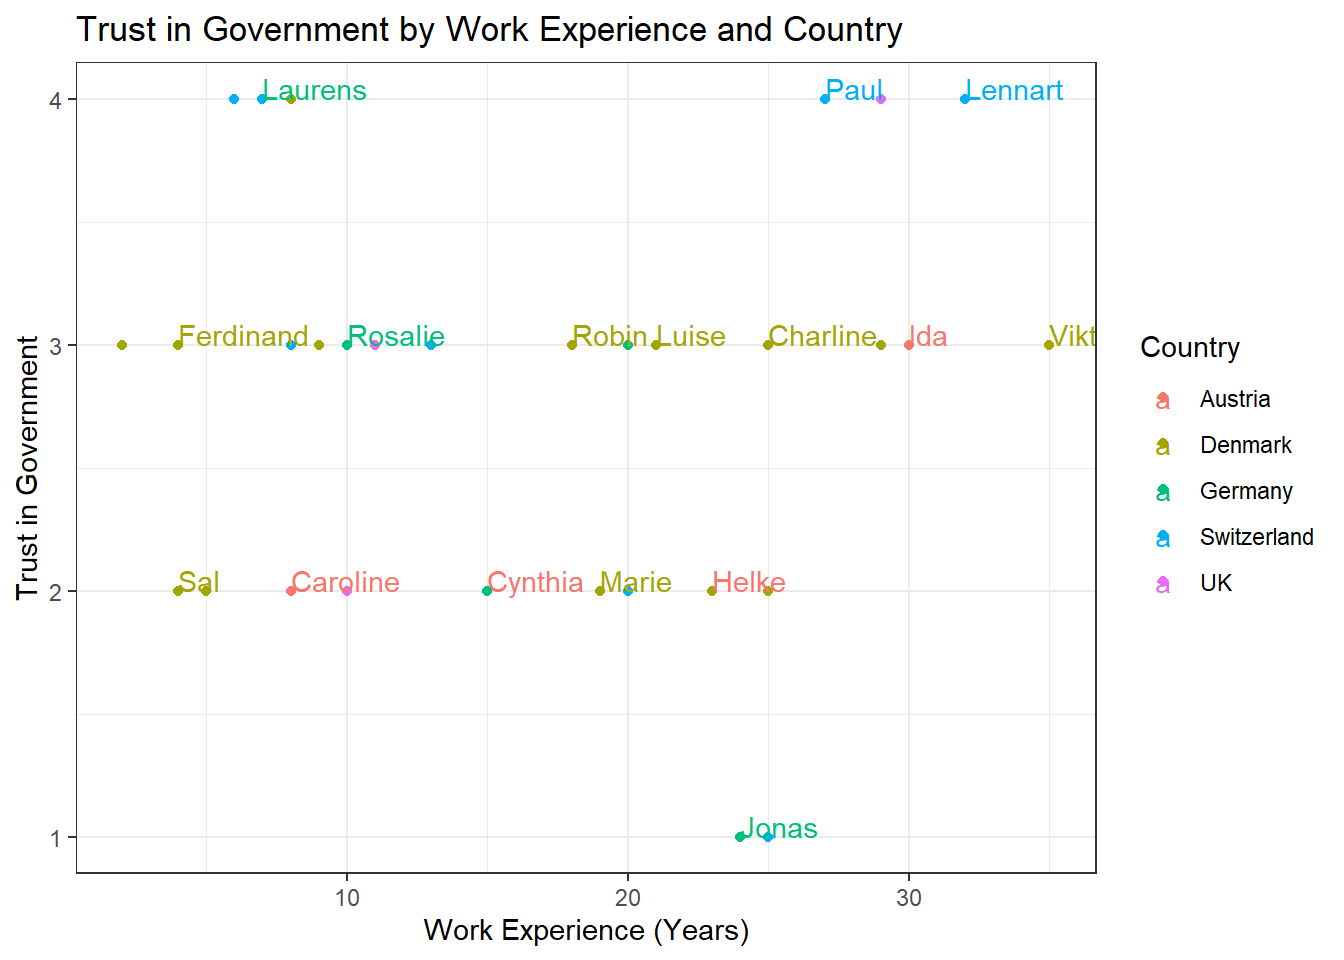 Trust in Government by Work Experience and Country
Trust in Government
4
3
2
1
Laurens
Paul
Lennart
Ferdinand
Rosalie
Robin
Luise
Charline
Ida
Vikt
Sal
Caroline
Cynthia
Marie
Helke
Jonas
10
20
30
Work Experience (Years)
Country
a Austria
a Denmark
a Germany
a Switzerland
a UK